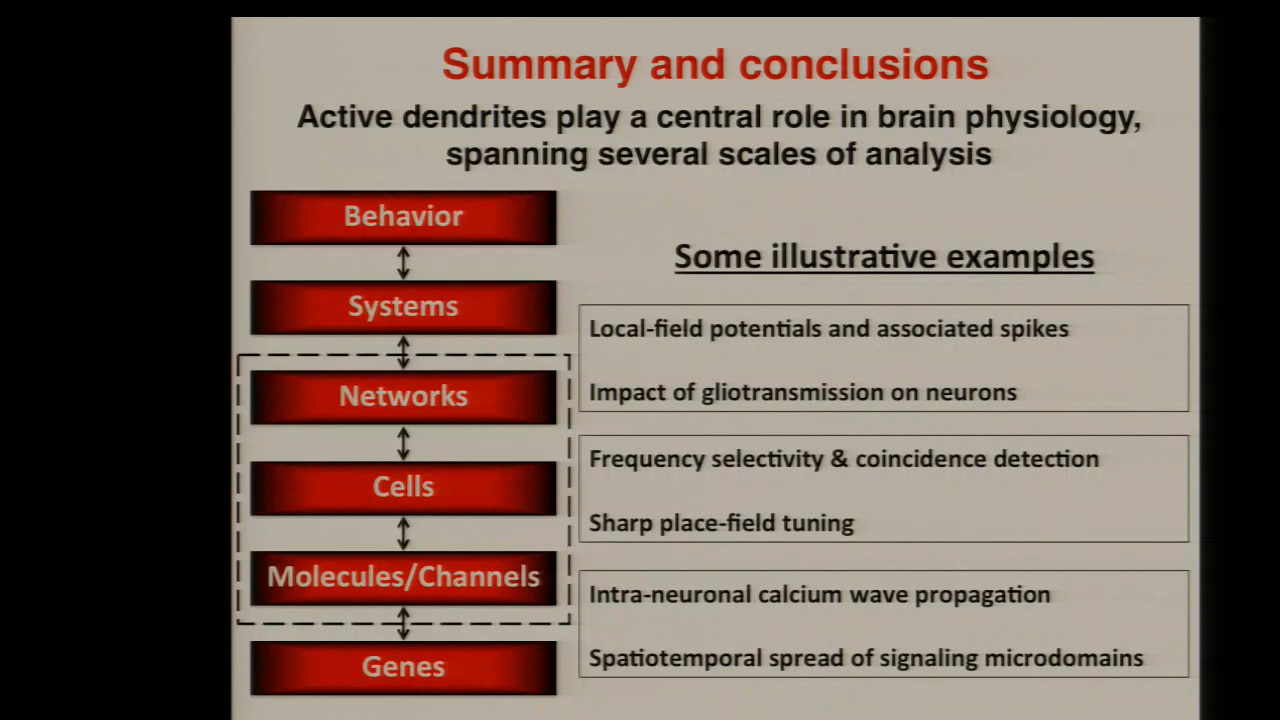 Summary and conclusions
Active dendrites play a central role in brain physiology,
spanning several scales of analysis
Behavior
Systems
Networks
Cells
Molecules/Channels
Genes
Some illustrative examples
Local-field potentials and associated spikes
Impact of gliotransmission on neurons
Frequency selectivity & coincidence detection
Sharp place-field tuning
Intra-neuronal calcium wave propagation
Spatiotemporal spread of signaling microdomains